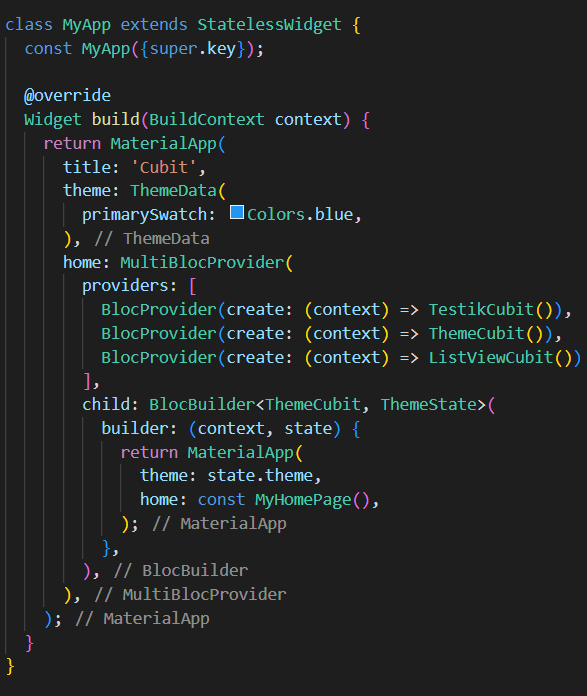 class MyApp extends StatelessWidget {
  const MyApp({super.key});

  @override
  Widget build(BuildContext context) {
    return MaterialApp(
      title: 'Cubit',
      theme: ThemeData(
        primarySwatch: Colors.blue,
      ), // ThemeData
      home: MultiBlocProvider(
        providers: [
          BlocProvider(create: (context) => TestikCubit()),
          BlocProvider(create: (context) => ThemeCubit()),
          BlocProvider(create: (context) => ListViewCubit())
        ],
        child: BlocBuilder<ThemeCubit, ThemeState>(
          builder: (context, state) {
            return MaterialApp(
              theme: state.theme,
              home: const MyHomePage(),
            ); // MaterialApp
          },
        ), // BlocBuilder
      ), // MultiBlocProvider
    ); // MaterialApp
  }
}